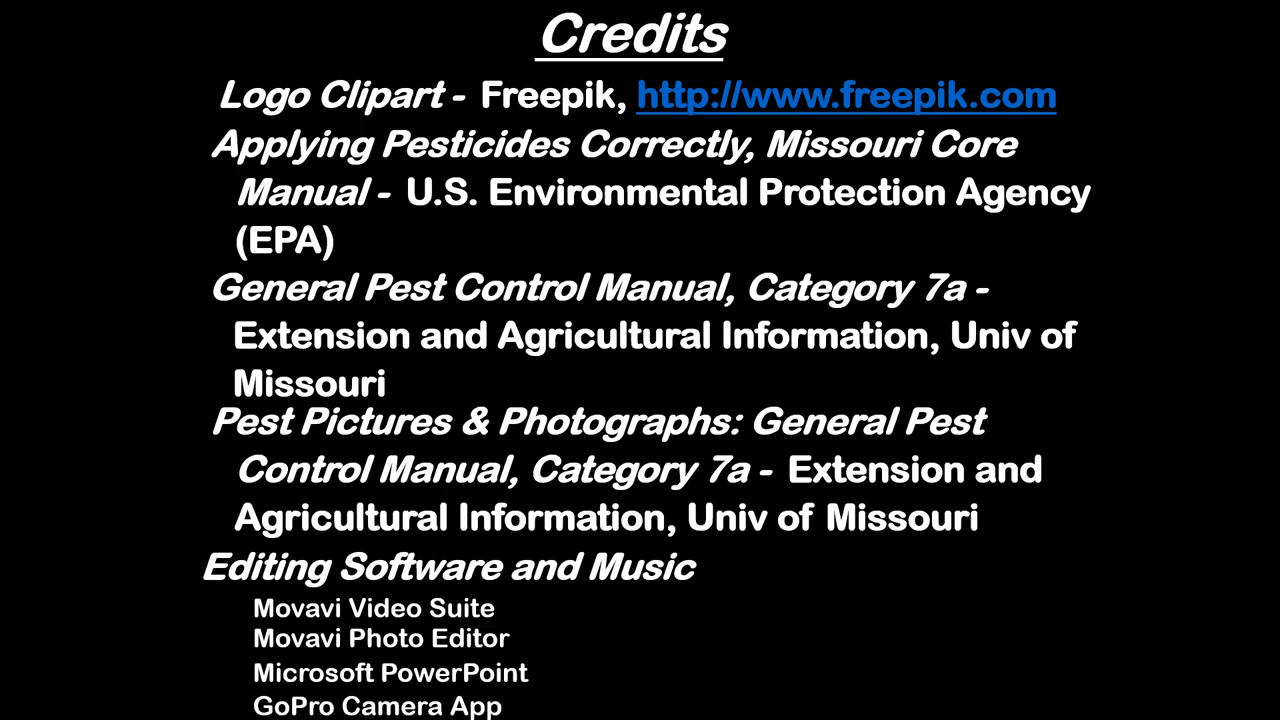 Credits
Logo Clipart - Freepik, http://www.freepik.com
Applying Pesticides Correctly, Missouri Core
Manual - U.S. Environmental Protection Agency
(EPA)
General Pest Control Manual, Category 7a -
Extension and Agricultural Information, Univ of
Missouri
Pest Pictures & Photographs: General Pest
Control Manual, Category 7a - Extension and
Agricultural Information, Univ of Missouri
Editing Software and Music
Movavi Video Suite
Movavi Photo Editor
Microsoft PowerPoint
GoPro Camera App